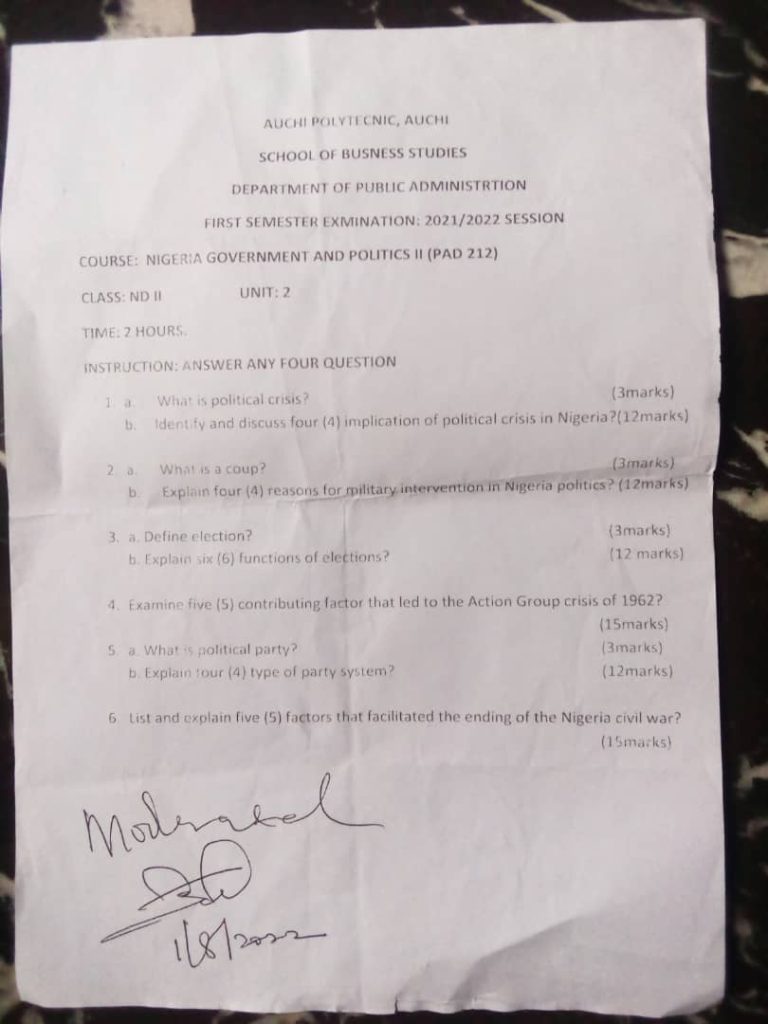 AUCHI POLYTECNIC, AUCHI
SCHOOL OF BUSNESS STUDIES
DEPARTMENT OF PUBLIC ADMINISTRTION
FIRST SEMESTER EXMINATION: 2021/2022 SESSION
COURSE: NIGERIA GOVERNMENT AND POLITICS II (PAD 212)
CLASS: ND II UNIT: 2
TIME: 2 HOURS.
INSTRUCTION: ANSWER ANY FOUR QUESTION
1. a. What is political crisis? (3marks)
b. Identify and discuss four (4) implication of political crisis in Nigeria?(12marks)
2 a. What is a coup? (3marks)
b. Explain four (4) reasons for military intervention in Nigeria politics? (12marks)
3. a. Define election? (3marks)
b. Explain six (6) functions of elections? (12 marks)
4. Examine five (5) contributing factor that led to the Action Group crisis of 1962?
(15marks)
5. a. What is political party? (3marks)
b. Explain four (4) type of party system? (12marks)
6. List and explain five (5) factors that facilitated the ending of the Nigeria civil war?
(15marks)
Moderated
1/8/2022